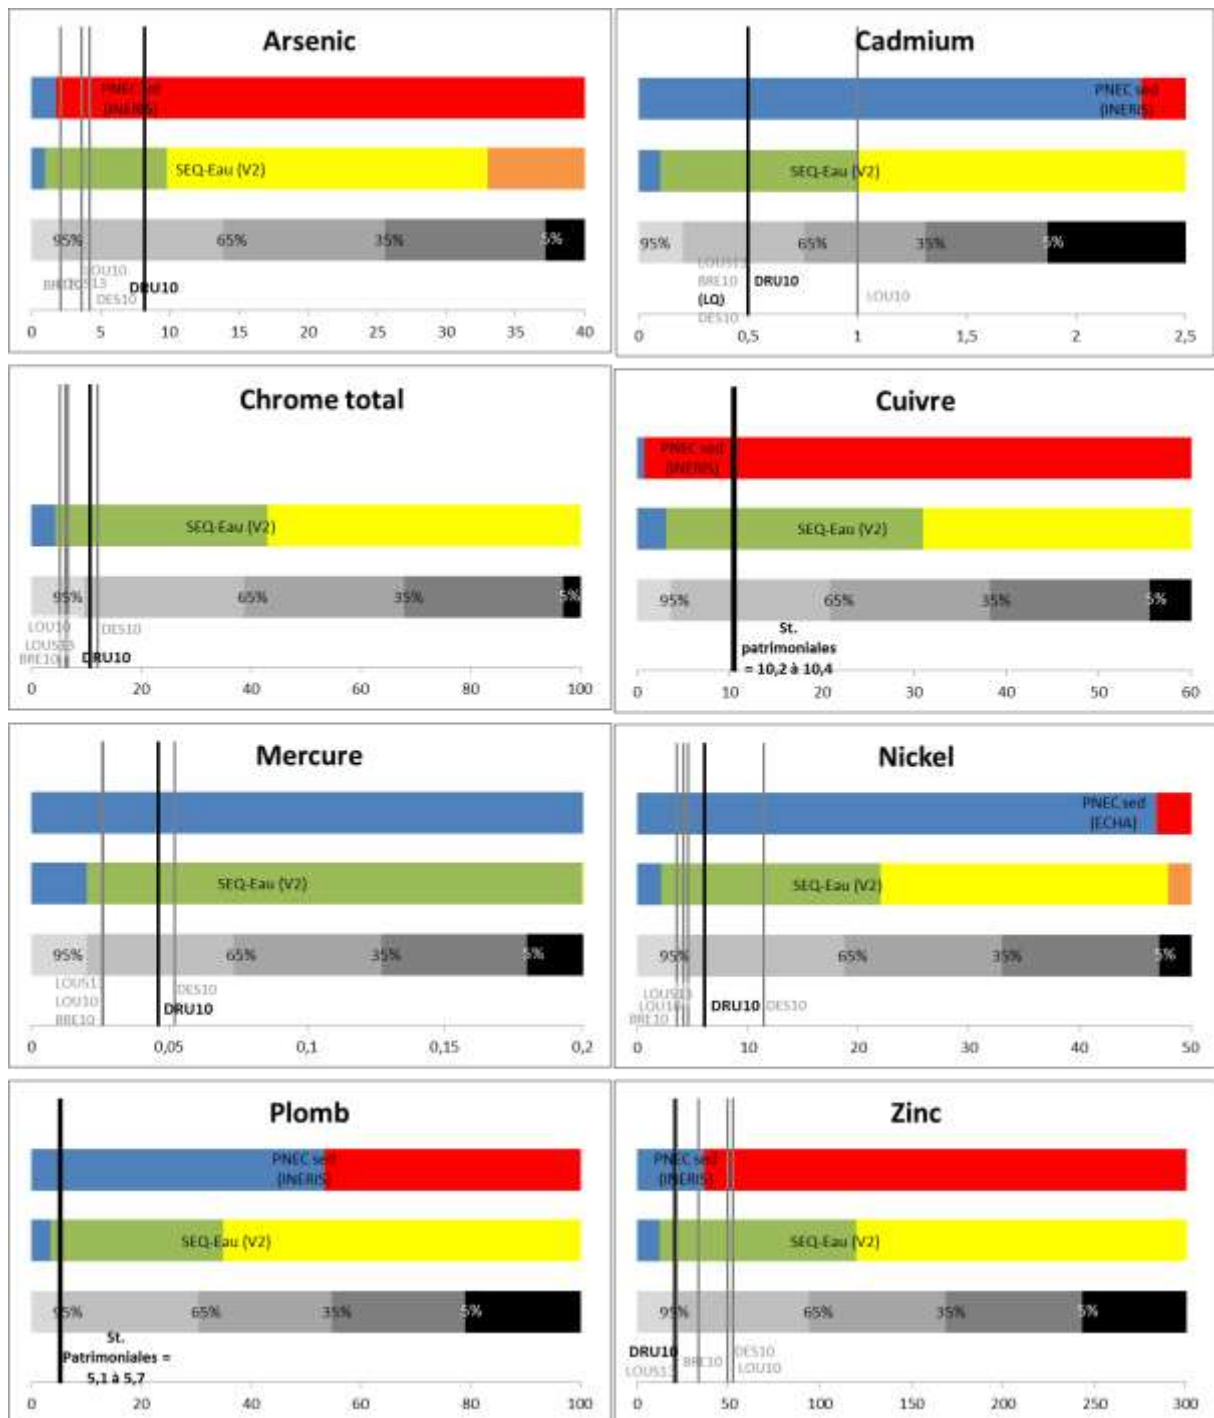 Arsenic
PNEC sed
(INERIS)
SEQ-Eau (V2)
95% 65% 35% 5%
LOU10
DES10
DRU10
0 5 10 15 20 25 30 35 40
Cadmium
PNEC sed
(INERIS)
SEQ-Eau (V2)
95% 65% 35% 5%
LOUS13
BRE10 DRU10
(LQ) LOU10
DES10
0 0,5 1 1,5 2 2,5
Chrome total
SEQ-Eau (V2)
95% 65% 35% 5%
LOU10 DES10
LOUS13
BRE10 DRU10
0 20 40 60 80 100
Cuivre
PNEC sed
(INERIS)
SEQ-Eau (V2)
95% 65% 35% 5%
St.
patrimoniales
= 10,2 à 10,4
0 10 20 30 40 50 60
Mercure
SEQ-Eau (V2)
95% 65% 35% 5%
LOUS13 DES10
LOU10 DRU10
BRE10
0 0,05 0,1 0,15 0,2
Nickel
PNEC sed
(ECHA)
SEQ-Eau (V2)
95% 65% 35% 5%
LOUS13
LOU10 DRU10 DES10
BRE10
0 10 20 30 40 50
Plomb
PNEC sed
(INERIS)
SEQ-Eau (V2)
95% 65% 35% 5%
St.
Patrimoniales =
5,1 à 5,7
0 20 40 60 80 100
Zinc
PNEC sed
(INERIS)
SEQ-Eau (V2)
95% 65% 35% 5%
DRU10 BRE10 DES10
LOUS13 LOU10
0 50 100 150 200 250 300